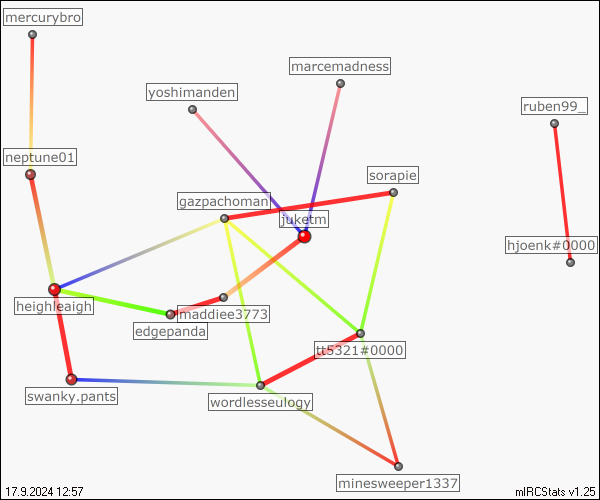 mercurybro
marcemadness
yoshimanden
ruben99_
neptune01
sorapie
gazpachoman
juketm
hjoenk#0000
heighleaigh
maddiee3773
edgepanda
tt5321#0000
swanky.pants
wordlesseulogy
minesweeper1337
17.9.2024 12:57
mIRCStats v1.25